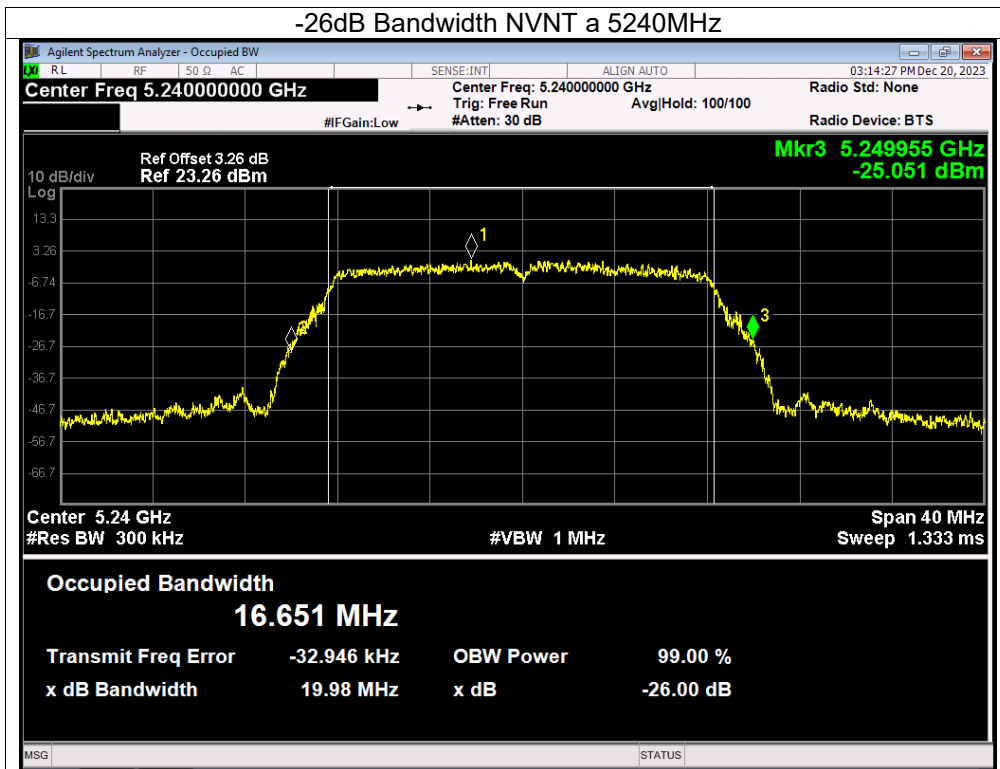 -26dB Bandwidth NVNT a 5240MHz
Agilent Spectrum Analyzer - Occupied BW
LXI RL RF 50 Ω AC SENSE:INT ALIGN AUTO 03:14:27 PM Dec 20, 2023
Center Freq 5.240000000 GHz Center Freq: 5.240000000 GHz Radio Std: None
Trig: Free Run Avg|Hold: 100/100
#IFGain:Low #Atten: 30 dB Radio Device: BTS
Mkr3 5.249955 GHz
-25.051 dBm
Ref Offset 3.26 dB
10 dB/div Ref 23.26 dBm
Log
13.3
3.26
-6.74
-16.7
-26.7
-36.7
-46.7
-56.7
-66.7
1
3
Center 5.24 GHz Span 40 MHz
#Res BW 300 kHz #VBW 1 MHz Sweep 1.333 ms
Occupied Bandwidth
16.651 MHz
Transmit Freq Error -32.946 kHz OBW Power 99.00 %
x dB Bandwidth 19.98 MHz x dB -26.00 dB
MSG STATUS